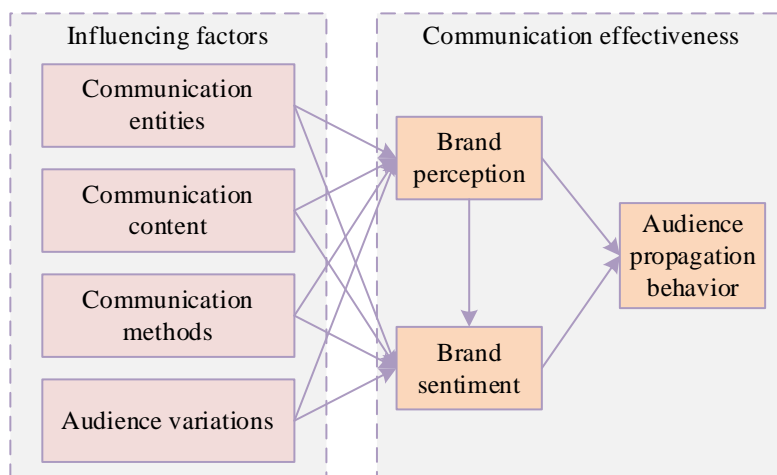 Influencing factors
Communication
entities
Communication
content
Communication
methods
Audience variations
Communication effectiveness
Brand
perception
Brand
sentiment
Audience
propagation
behavior